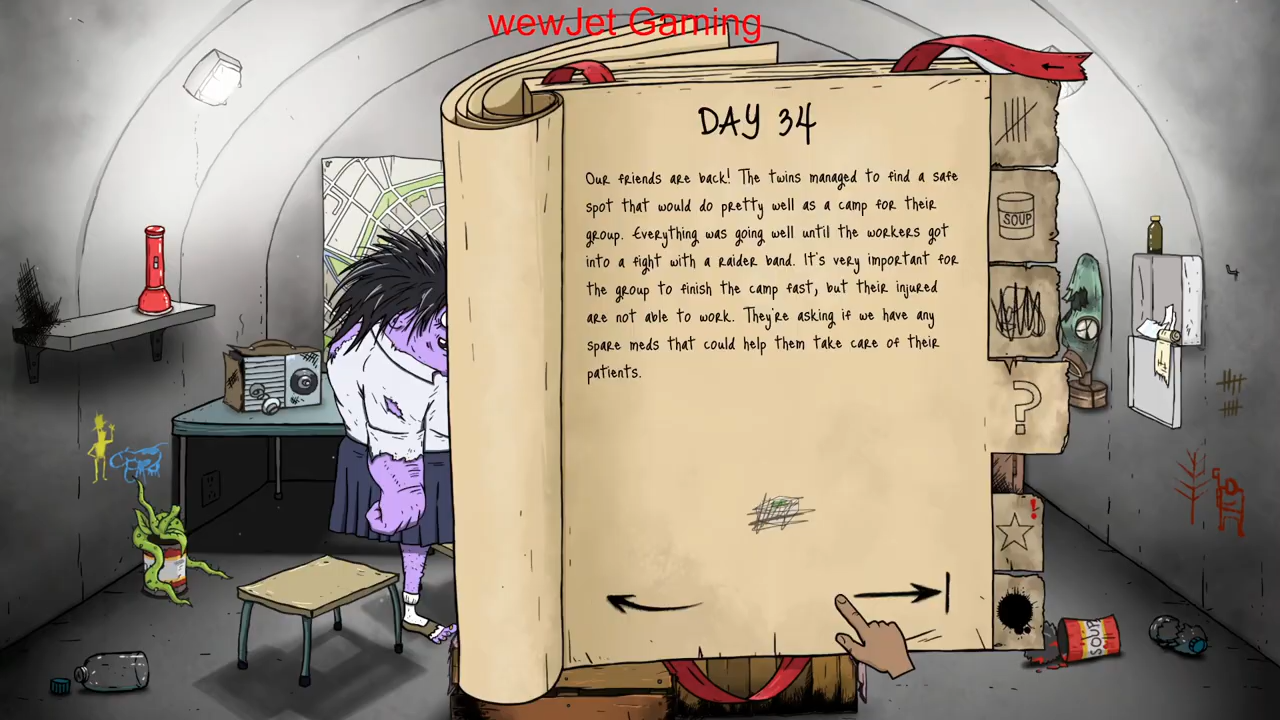 wewJet Gaming
DAY 34
Our friends are back! The twins managed to find a safe
spot that would do pretty well as a camp for their
group. Everything was going well until the workers got
into a fight with a raider band. It's very important for
the group to finish the camp fast, but their injured
are not able to work. They're asking if we have any
spare meds that could help them take care of their
patients.
SOUP
?
!
SOUP